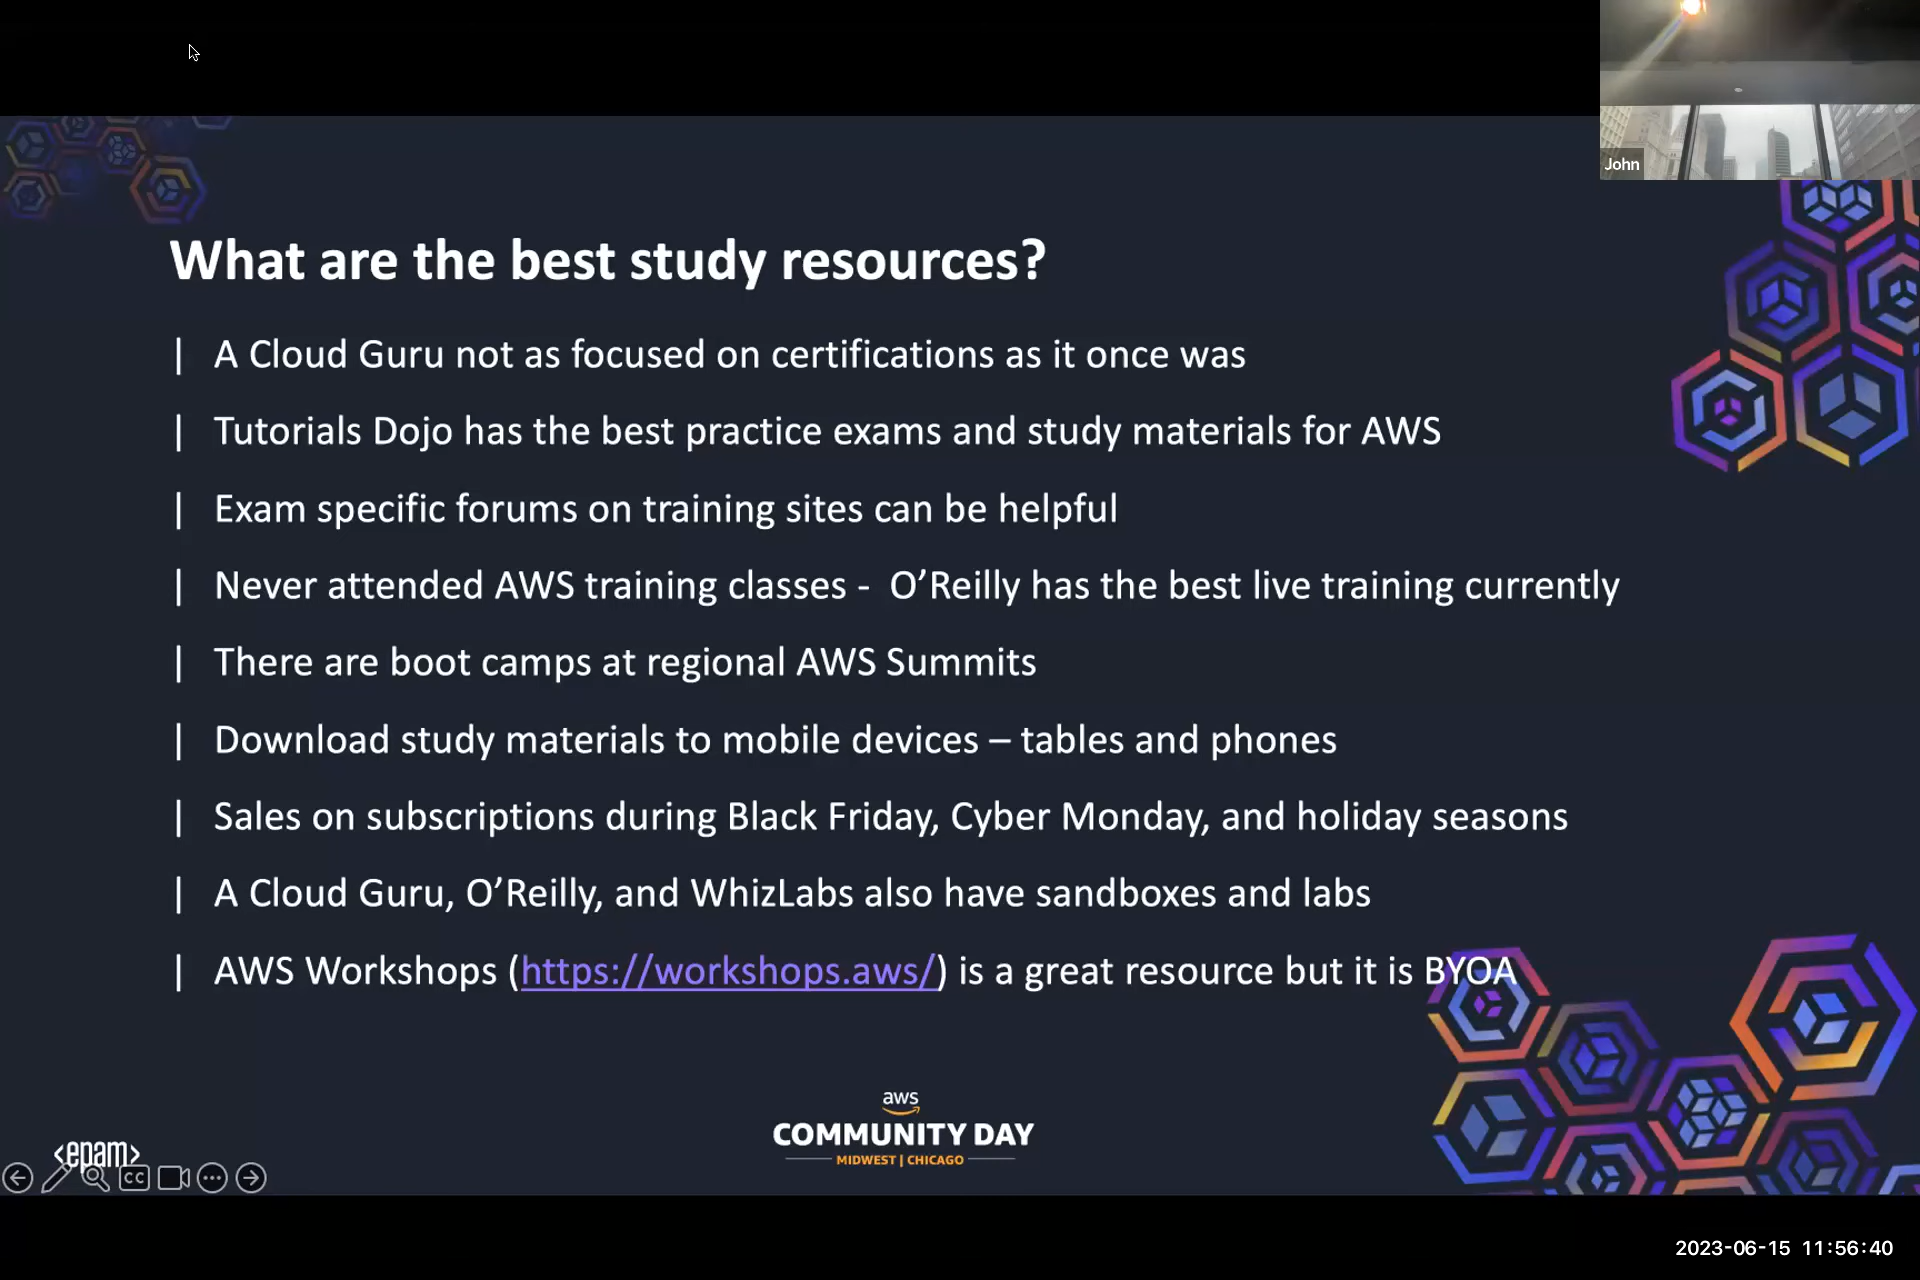 John
What are the best study resources?
| A Cloud Guru not as focused on certifications as it once was
| Tutorials Dojo has the best practice exams and study materials for AWS
| Exam specific forums on training sites can be helpful
| Never attended AWS training classes -  O’Reilly has the best live training currently
| There are boot camps at regional AWS Summits
| Download study materials to mobile devices – tables and phones
| Sales on subscriptions during Black Friday, Cyber Monday, and holiday seasons
| A Cloud Guru, O’Reilly, and WhizLabs also have sandboxes and labs
| AWS Workshops (https://workshops.aws/) is a great resource but it is BYOA
aws
COMMUNITY DAY
MIDWEST | CHICAGO
<epam>
CC
2023-06-15 11:56:40